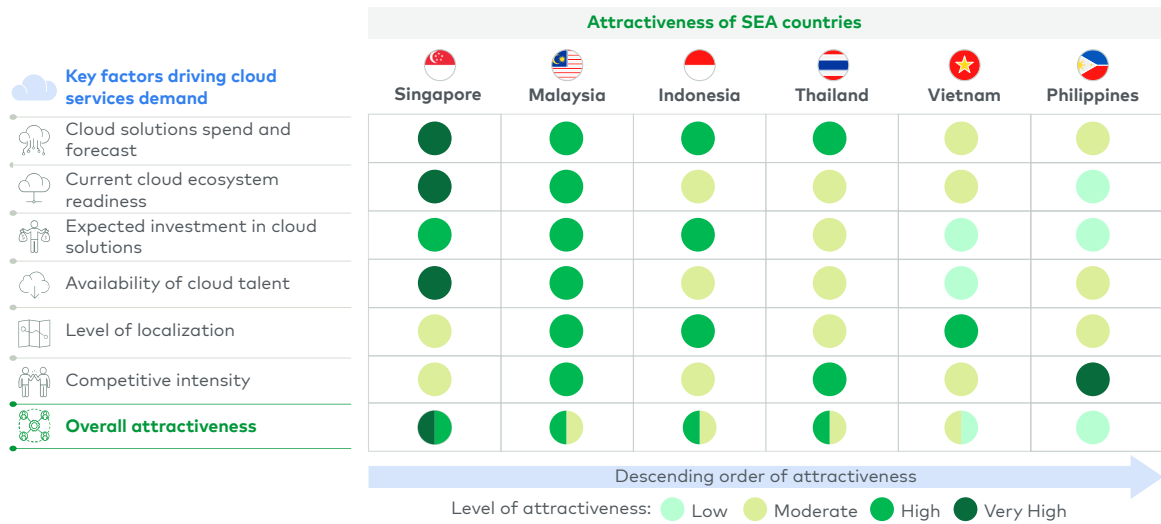 Attractiveness of SEA countries
Key factors driving cloud
services demand
Singapore
Malaysia
Indonesia
Thailand
Vietnam
Philippines
Cloud solutions spend and
forecast
Current cloud ecosystem
readiness
Expected investment in cloud
solutions
Availability of cloud talent
Level of localization
Competitive intensity
Overall attractiveness
Descending order of attractiveness
Level of attractiveness: Low Moderate High Very High